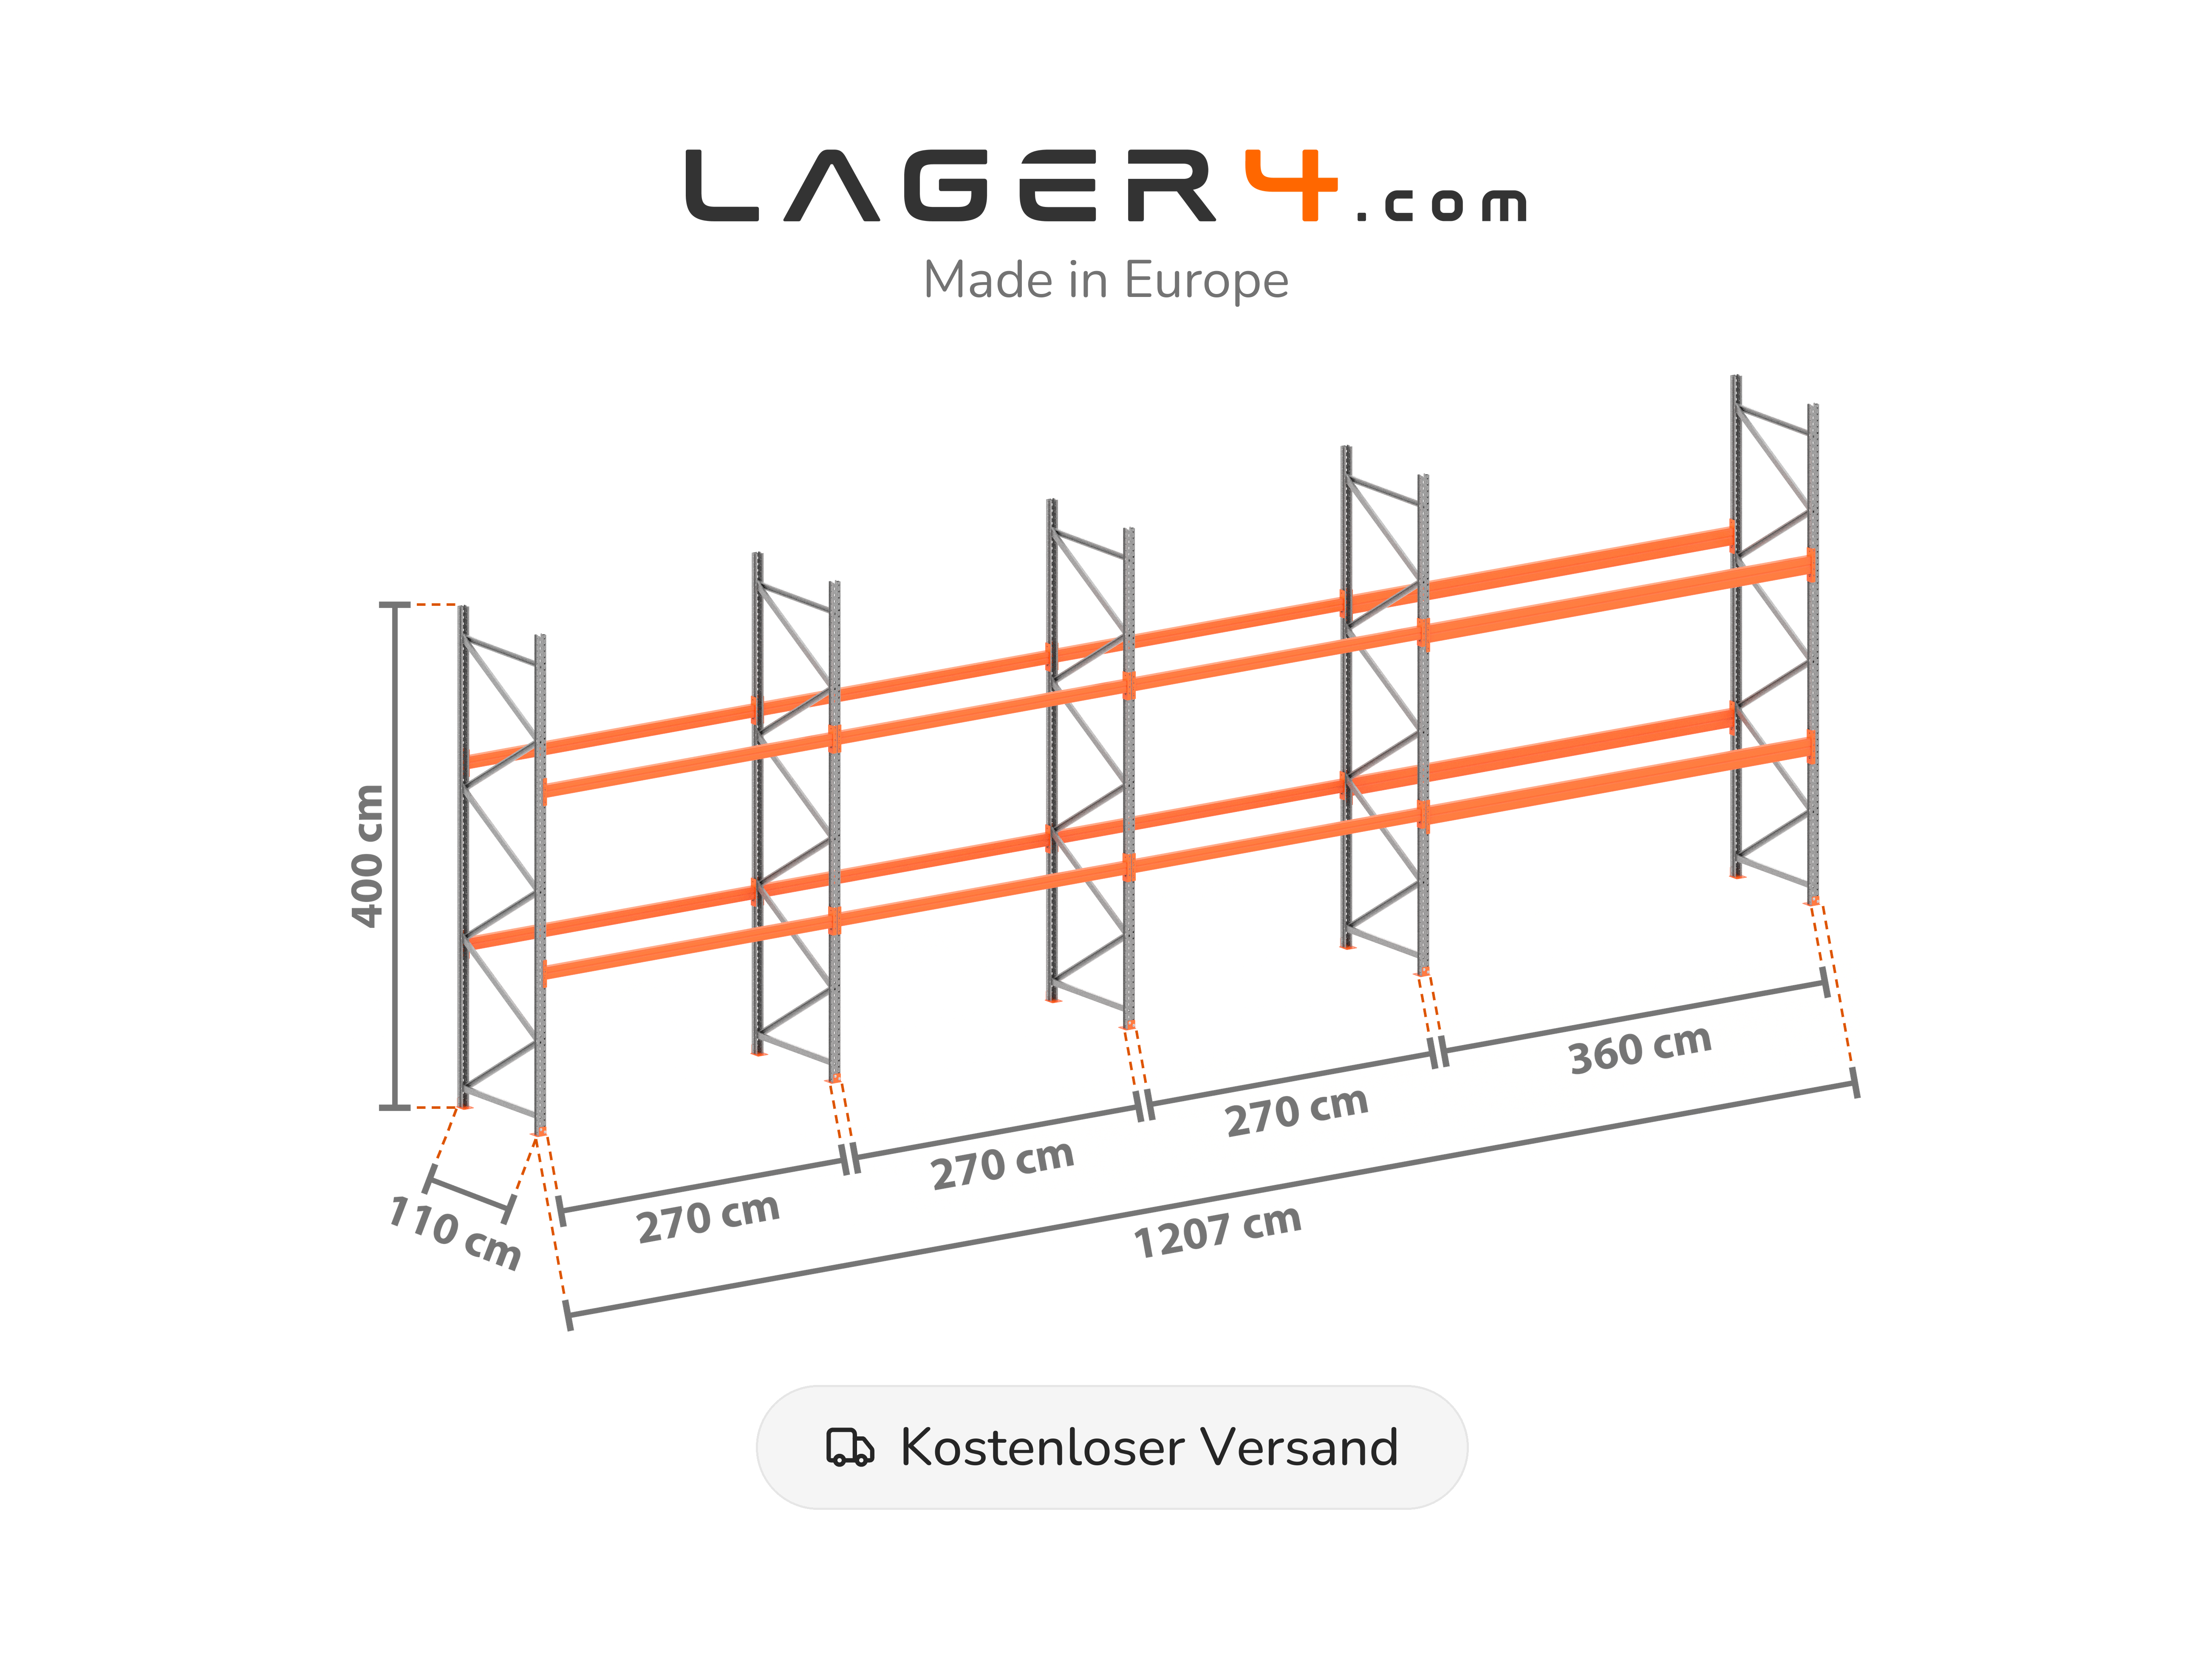 LAGER4.com
Made in Europe
400 cm
110 cm
270 cm
270 cm
270 cm
360 cm
1207 cm
Kostenloser Versand